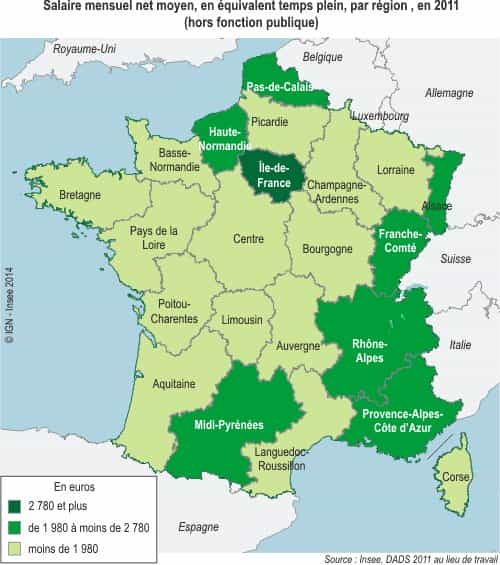 Salaire mensuel net moyen, en équivalent temps plein, par région , en 2011
(hors fonction publique)
Royaume-Uni
Belgique
Allemagne
Pas-de-Calais
Luxembourg
Picardie
Haute-
Normandie
Basse-
Normandie
Île-de-
France
Lorraine
Champagne-
Ardennes
Alsace
Bretagne
Pays de la
Loire
Centre
Bourgogne
Franche-
Comté
Suisse
© IGN - Insee 2014
Poitou-
Charentes
Limousin
Auvergne
Rhône-
Alpes
Italie
Aquitaine
Midi-Pyrénées
Provence-Alpes-
Côte d'Azur
Languedoc-
Roussillon
Corse
Espagne
En euros
2 780 et plus
de 1 980 à moins de 2 780
moins de 1 980
Source : Insee, DADS 2011 au lieu de travail